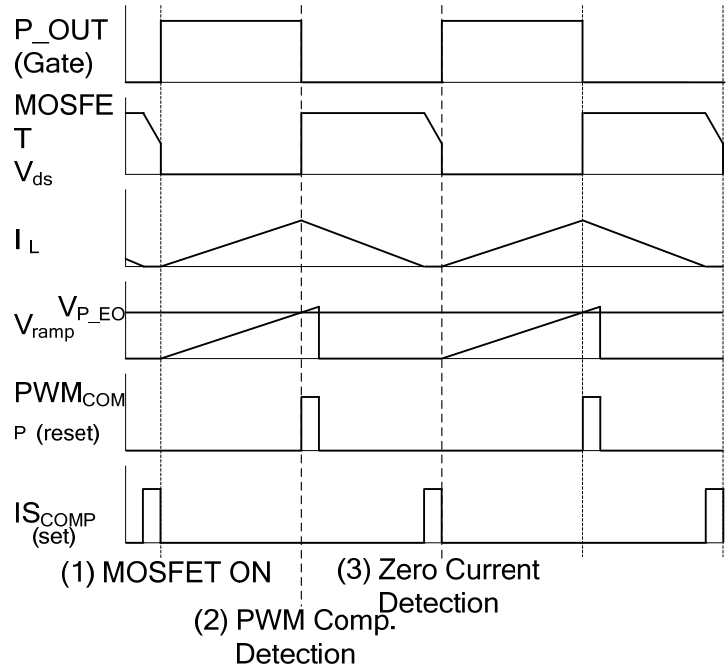 P_OUT
(Gate)
MOSFE
T
Vds
I L
VP_EO
Vramp
PWMCOM
P (reset)
ISCOMP
(set)
(1) MOSFET ON
(3) Zero Current
Detection
(2) PWM Comp.
Detection